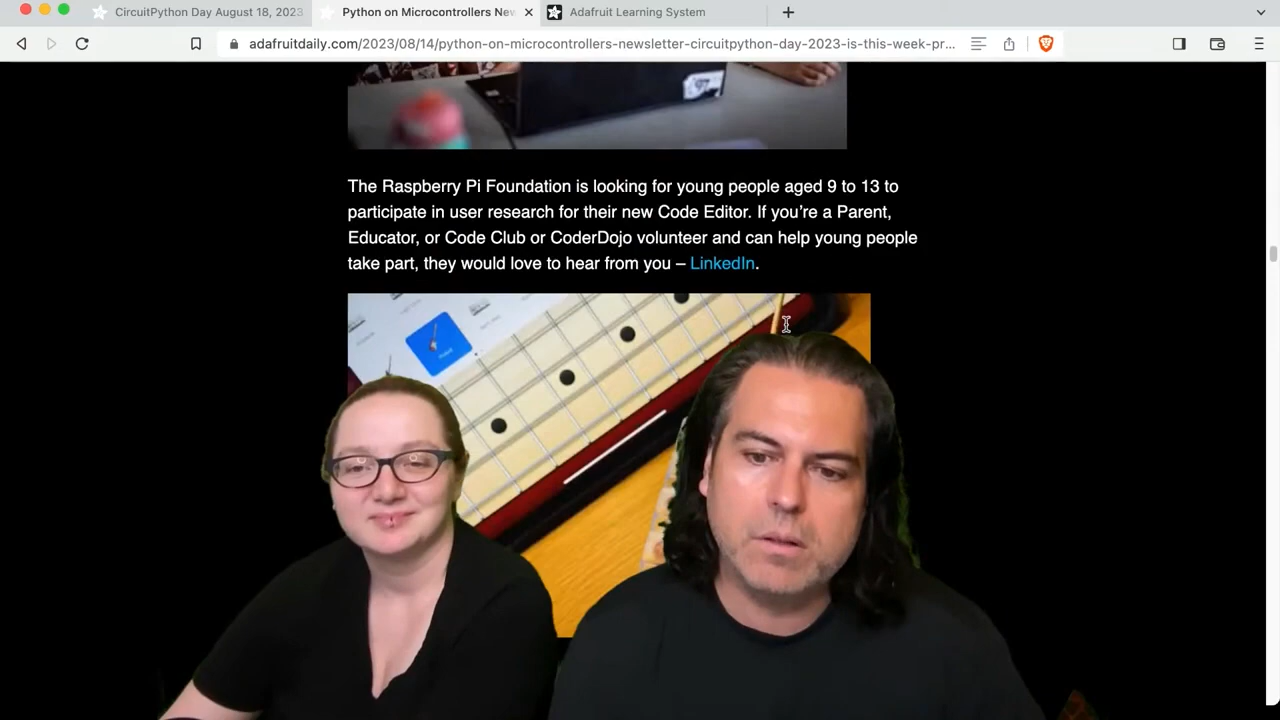 CircuitPython Day August 18, 2023
Python on Microcontrollers New
Adafruit Learning System
adafruitdaily.com/2023/08/14/python-on-microcontrollers-newsletter-circuitpython-day-2023-is-this-week-pr...
The Raspberry Pi Foundation is looking for young people aged 9 to 13 to
participate in user research for their new Code Editor. If you’re a Parent,
Educator, or Code Club or CoderDojo volunteer and can help young people
take part, they would love to hear from you – LinkedIn.